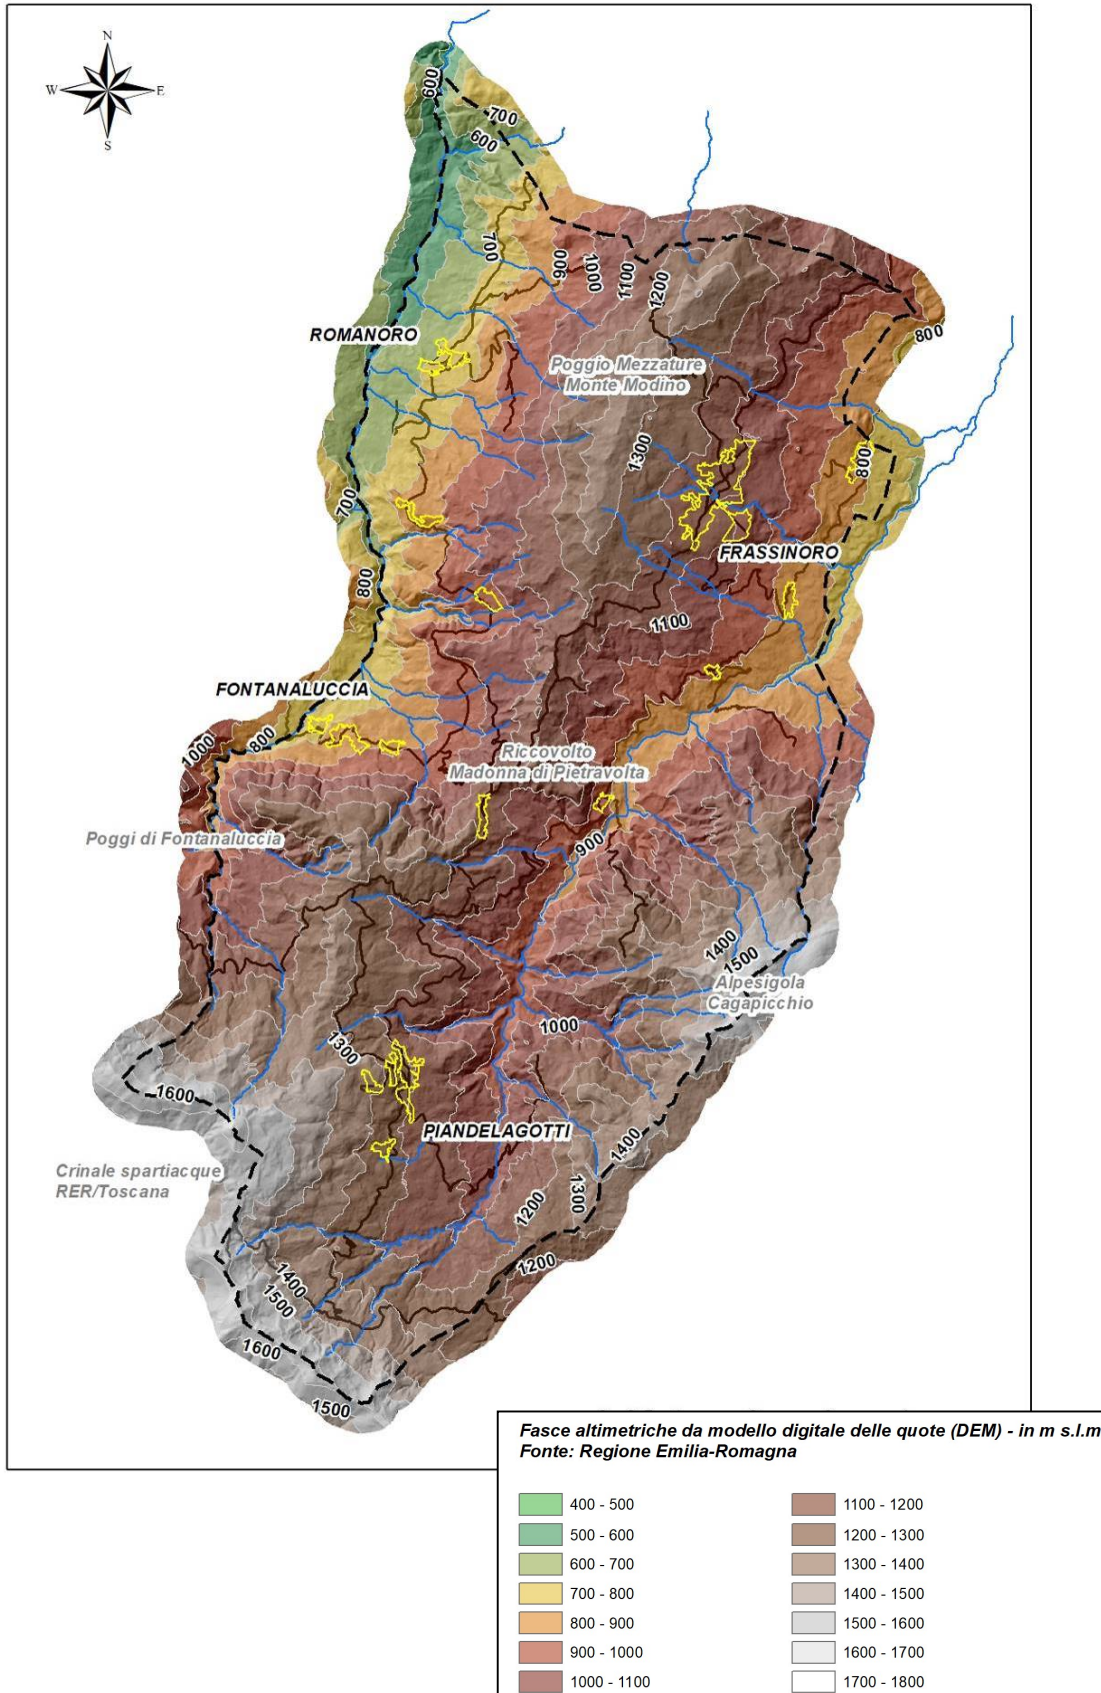 N
W
E
S
600
700
600
700
900
1000
1100
1200
800
ROMANORO
Poggio Mezzature
Monte Modino
1300
800
700
FRASSINORO
800
1100
FONTANALUCCIA
800
1000
Riccovolto
Madonna di Pietravolta
Poggi di Fontanaluccia
900
1400
1500
Alpesigola
Cagapicchio
1000
1300
1600
PIANDELAGOTTI
1400
Crinale spartiacque
RER/Toscana
1300
1200
1200
1400
1500
1600
1500
Fasce altimetriche da modello digitale delle quote (DEM) - in m s.l.m
Fonte: Regione Emilia-Romagna
400 - 500
500 - 600
600 - 700
700 - 800
800 - 900
900 - 1000
1000 - 1100
1100 - 1200
1200 - 1300
1300 - 1400
1400 - 1500
1500 - 1600
1600 - 1700
1700 - 1800